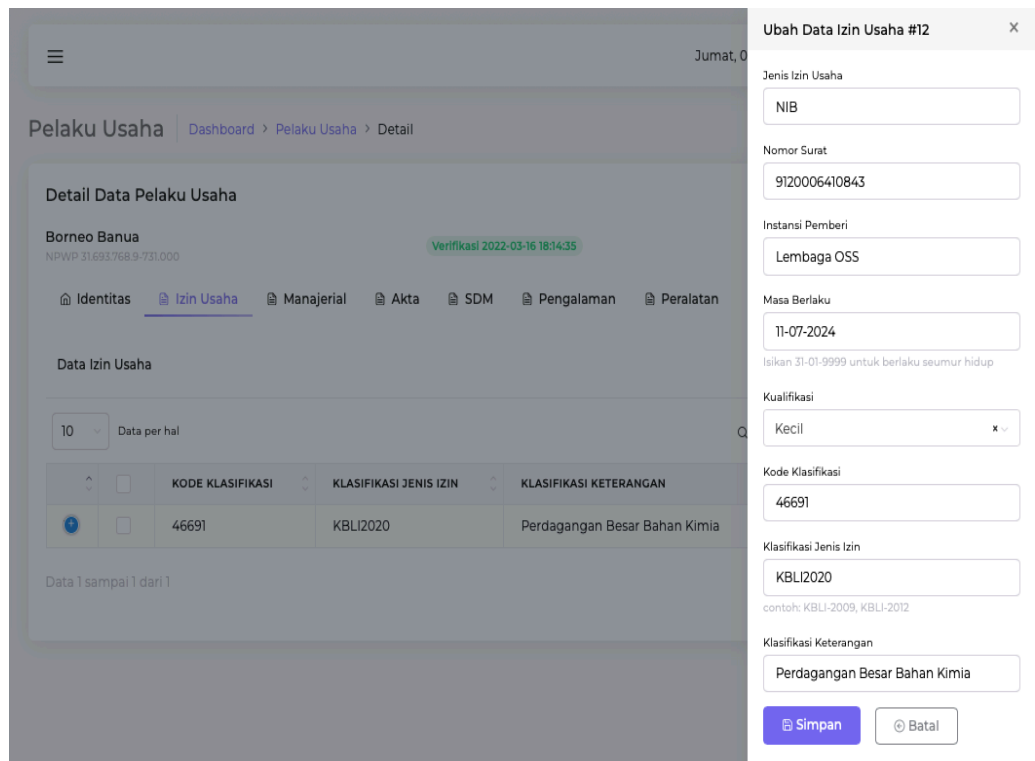 Jumat, 0
Pelaku Usaha
Dashboard > Pelaku Usaha > Detail
Detail Data Pelaku Usaha
Borneo Banua
NPWP 31.693.768.9-731.000
Verifikasi 2022-03-16 18:14:35
Identitas
Izin Usaha
Manajerial
Akta
SDM
Pengalaman
Peralatan
Data Izin Usaha
10
Data per hal
KODE KLASIFIKASI
KLASIFIKASI JENIS IZIN
KLASIFIKASI KETERANGAN
46691
KBLI2020
Perdagangan Besar Bahan Kimia
Data 1 sampai 1 dari 1
Ubah Data Izin Usaha #12
Jenis Izin Usaha
NIB
Nomor Surat
9120006410843
Instansi Pemberi
Lembaga OSS
Masa Berlaku
11-07-2024
Isikan 31-01-9999 untuk berlaku seumur hidup
Kualifikasi
Kecil
Kode Klasifikasi
46691
Klasifikasi Jenis Izin
KBLI2020
contoh: KBLI-2009, KBLI-2012
Klasifikasi Keterangan
Perdagangan Besar Bahan Kimia
Simpan
Batal